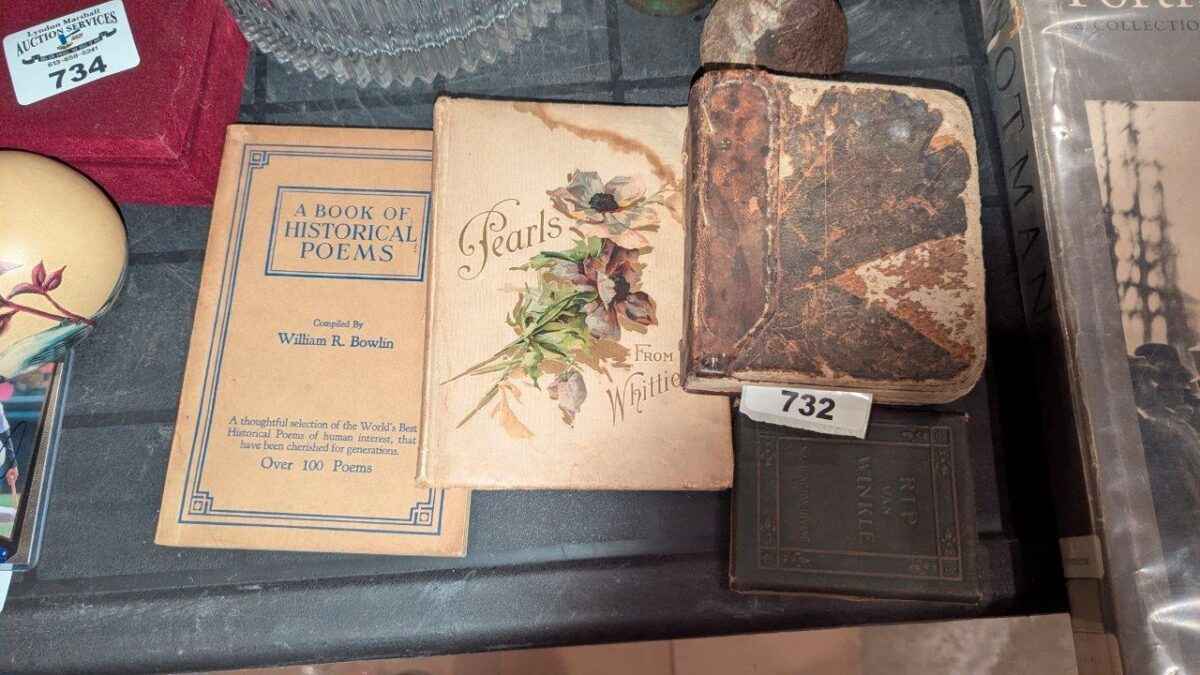 Lyndon Marshall
AUCTION SERVICES
734
A BOOK OF
HISTORICAL
POEMS
Compiled By
William R. Bowlin
A thoughtful selection of the World's Best
Historical Poems of human interest, that
have been cherished for generations.
Over 100 Poems
Pearls
FROM
732
RIP
VAN
WINKLE
& COLLECTION